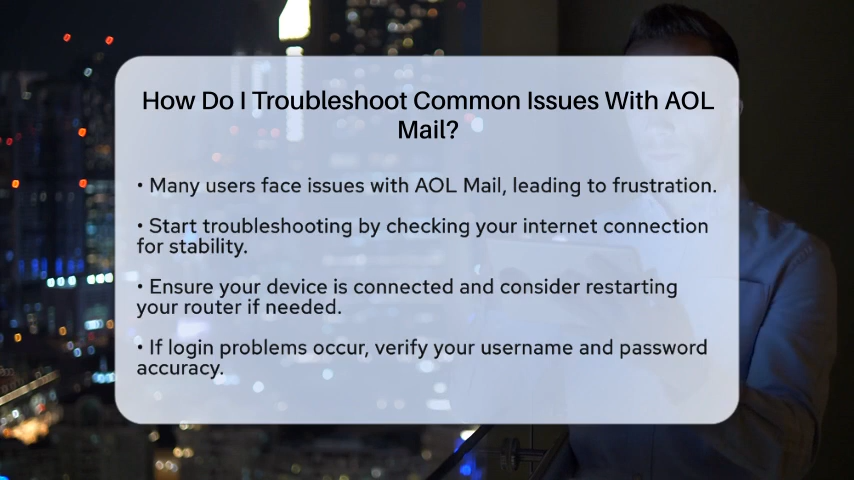 How Do I Troubleshoot Common Issues With AOL
Mail?
• Many users face issues with AOL Mail, leading to frustration.
• Start troubleshooting by checking your internet connection
for stability.
• Ensure your device is connected and consider restarting
your router if needed.
• If login problems occur, verify your username and password
accuracy.